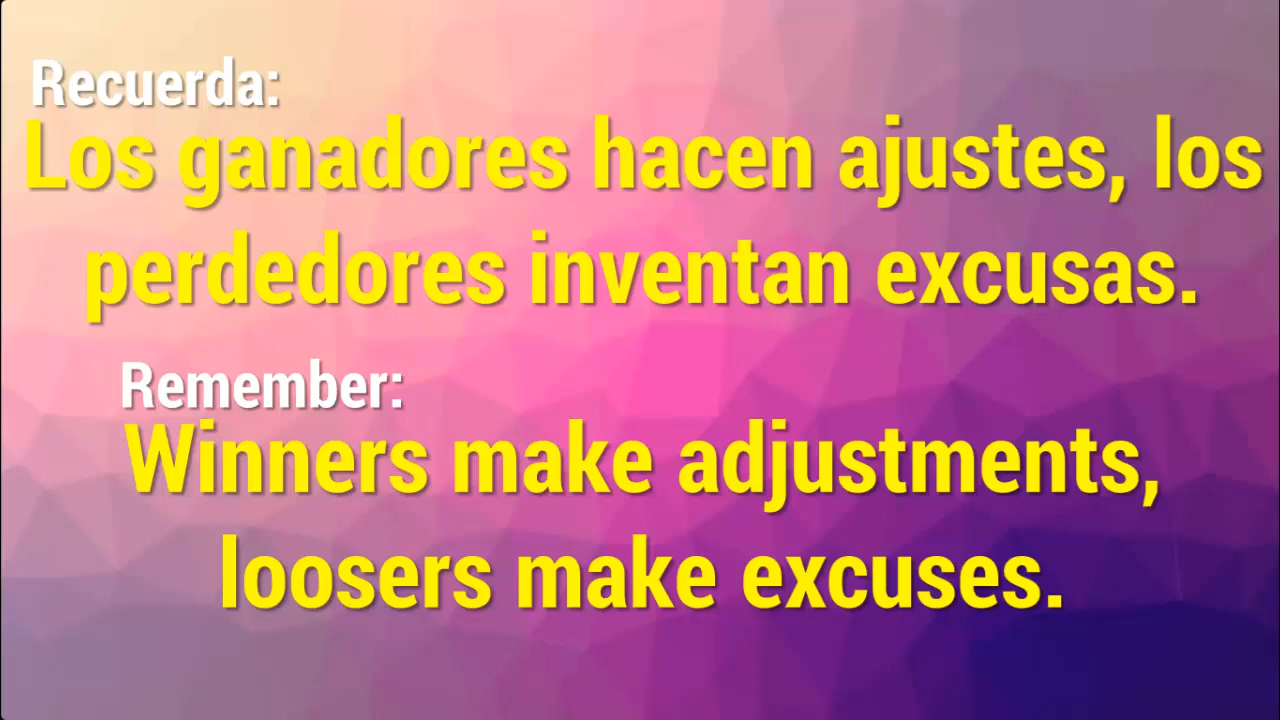 Recuerda:
Los ganadores hacen ajustes, los
perdedores inventan excusas.
Remember:
Winners make adjustments,
loosers make excuses.